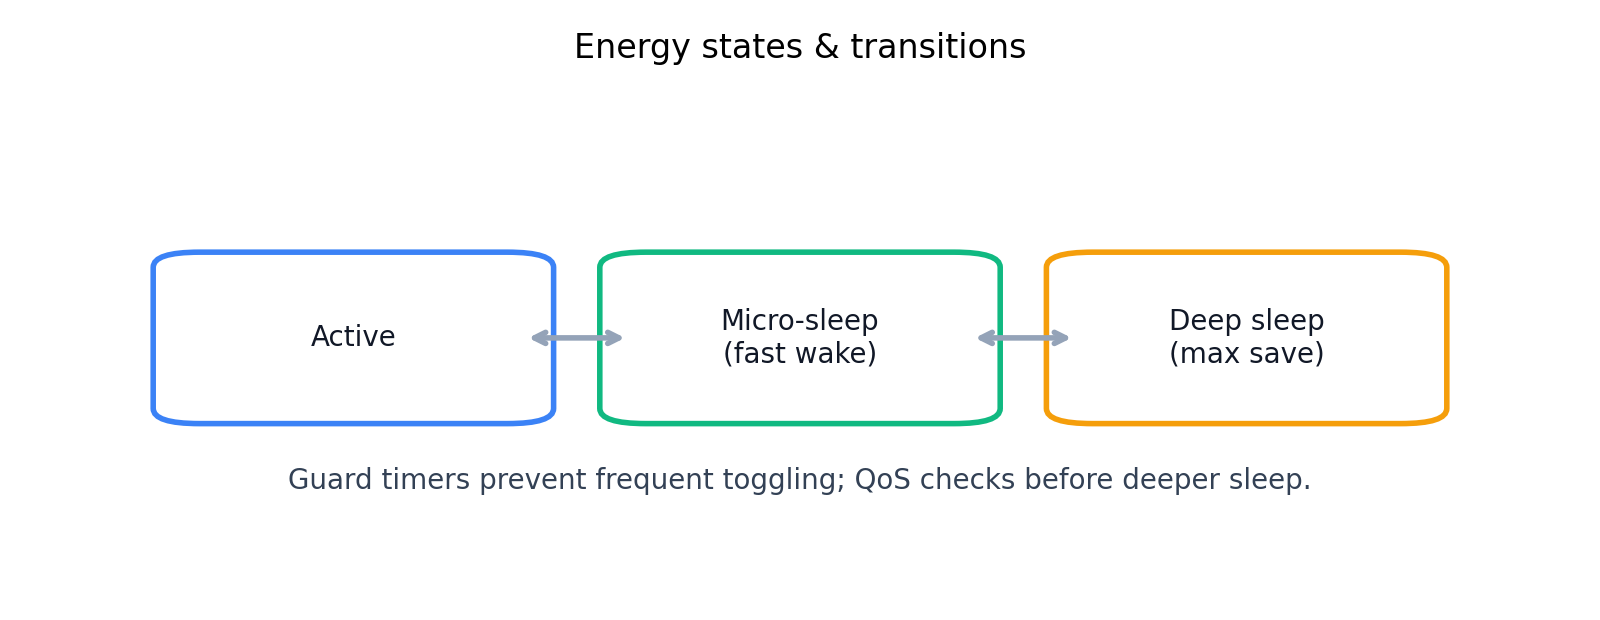 Energy states & transitions
Active
Micro-sleep
(fast wake)
Deep sleep
(max save)
Guard timers prevent frequent toggling; QoS checks before deeper sleep.